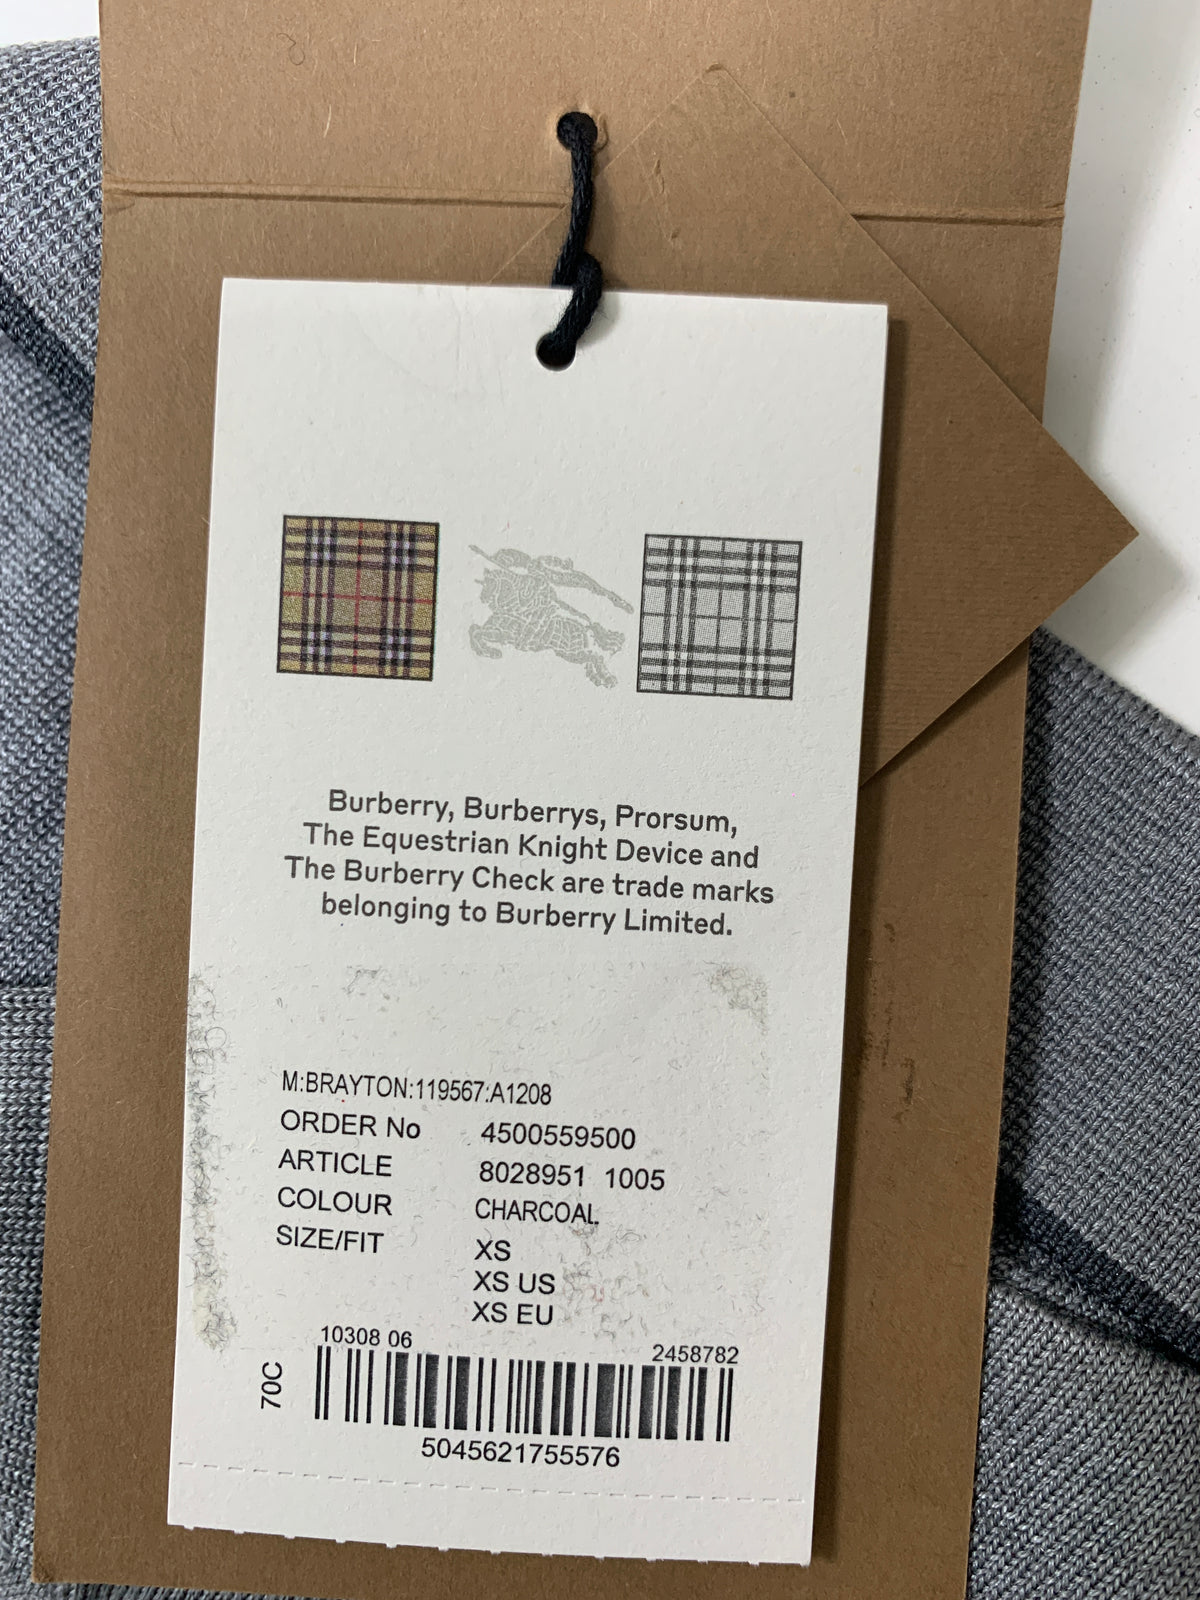 Burberry, Burberrys, Prorsum,
The Equestrian Knight Device and
The Burberry Check are trade marks
belonging to Burberry Limited.
M:BRAYTON:119567:A1208
ORDER No 4500559500
ARTICLE 8028951 1005
COLOUR CHARCOAL
SIZE/FIT XS
XS US
XS EU
10308 06 2458782
70C
5045621755576